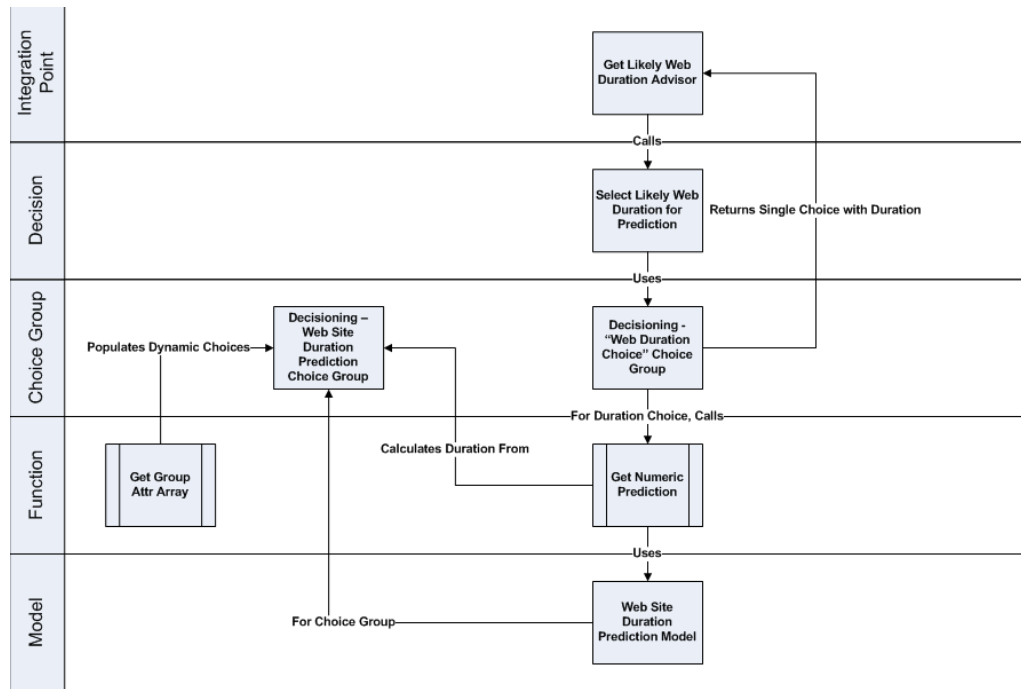 Integration
Point
Get Likely Web
Duration Advisor
Calls
Decision
Select Likely Web
Duration for
Prediction
Returns Single Choice with Duration
Uses
Choice Group
Populates Dynamic Choices
Decisioning –
Web Site
Duration
Prediction
Choice Group
Decisioning -
“Web Duration
Choice” Choice
Group
For Duration Choice, Calls
Function
Get Group
Attr Array
Calculates Duration From
Get Numeric
Prediction
Uses
Model
For Choice Group
Web Site
Duration
Prediction Model